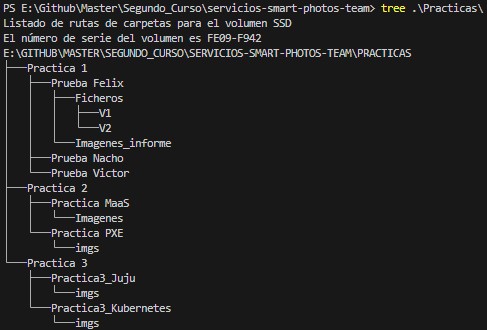 PS E:\Github\Master\Segundo_Curso\servicios-smart-photos-team> tree .\Practicas\
Listado de rutas de carpetas para el volumen SSD
El número de serie del volumen es FE09-F942
E:\GITHUB\MASTER\SEGUNDO_CURSO\SERVICIOS-SMART-PHOTOS-TEAM\PRACTICAS
├───Practica 1
│   ├───Prueba Felix
│   │   ├───Ficheros
│   │   │   ├───V1
│   │   │   └───V2
│   │   └───Imagenes_informe
│   ├───Prueba Nacho
│   └───Prueba Victor
├───Practica 2
│   ├───Practica MaaS
│   │   └───Imagenes
│   └───Practica PXE
│       └───imgs
└───Practica 3
    ├───Practica3_Juju
    │   └───imgs
    └───Practica3_Kubernetes
        └───imgs